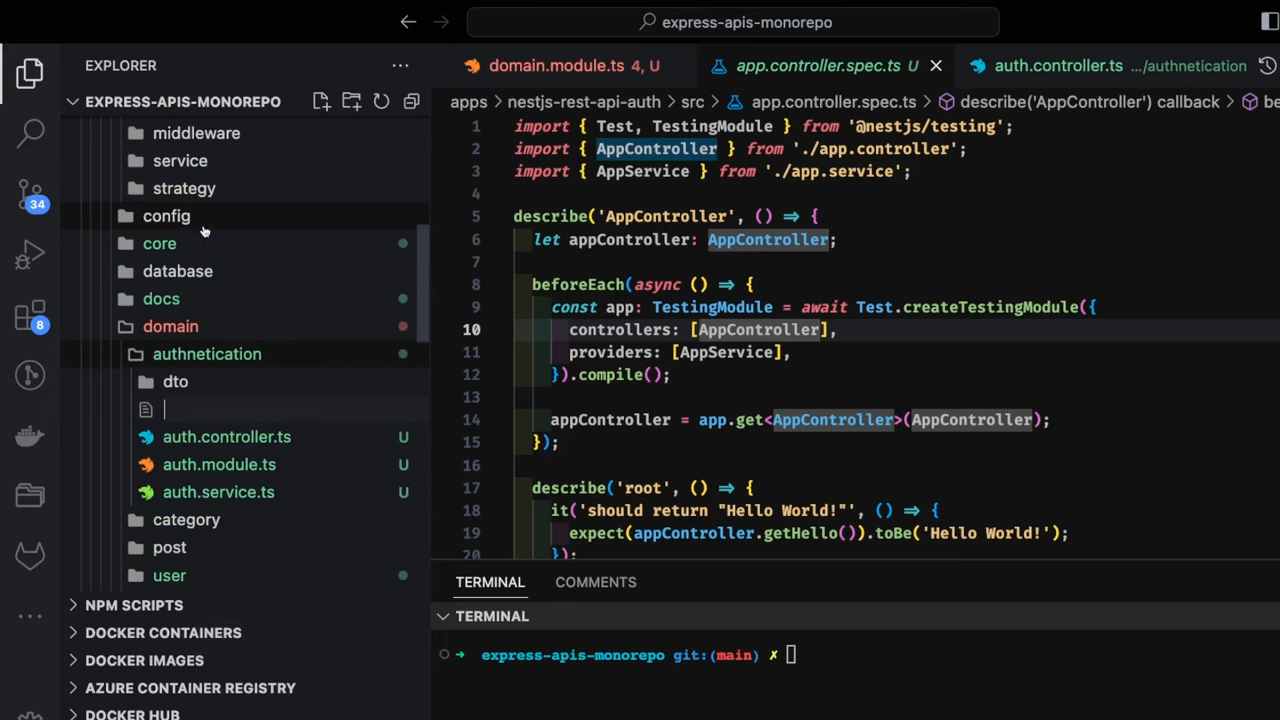 express-apis-monorepo
EXPLORER
domain.module.ts 4, U
app.controller.spec.ts U
auth.controller.ts .../authnetication
EXPRESS-APIS-MONOREPO
apps > nestjs-rest-api-auth > src > app.controller.spec.ts > describe('AppController') callback >
middleware
service
strategy
config
core
database
docs
domain
authnetication
dto
auth.controller.ts U
auth.module.ts U
auth.service.ts U
category
post
user
NPM SCRIPTS
DOCKER CONTAINERS
DOCKER IMAGES
AZURE CONTAINER REGISTRY
DOCKER HUB
34
8
1 import { Test, TestingModule } from '@nestjs/testing';
2 import { AppController } from './app.controller';
3 import { AppService } from './app.service';
4
5 describe('AppController', () => {
6 let appController: AppController;
7
8 beforeEach(async () => {
9 const app: TestingModule = await Test.createTestingModule({
10 controllers: [AppController],
11 providers: [AppService],
12 }).compile();
13
14 appController = app.get<AppController>(AppController);
15 });
16
17 describe('root', () => {
18 it('should return "Hello World!"', () => {
19 expect(appController.getHello()).toBe('Hello World!');
20 });
TERMINAL COMMENTS
TERMINAL
express-apis-monorepo git:(main) ✗